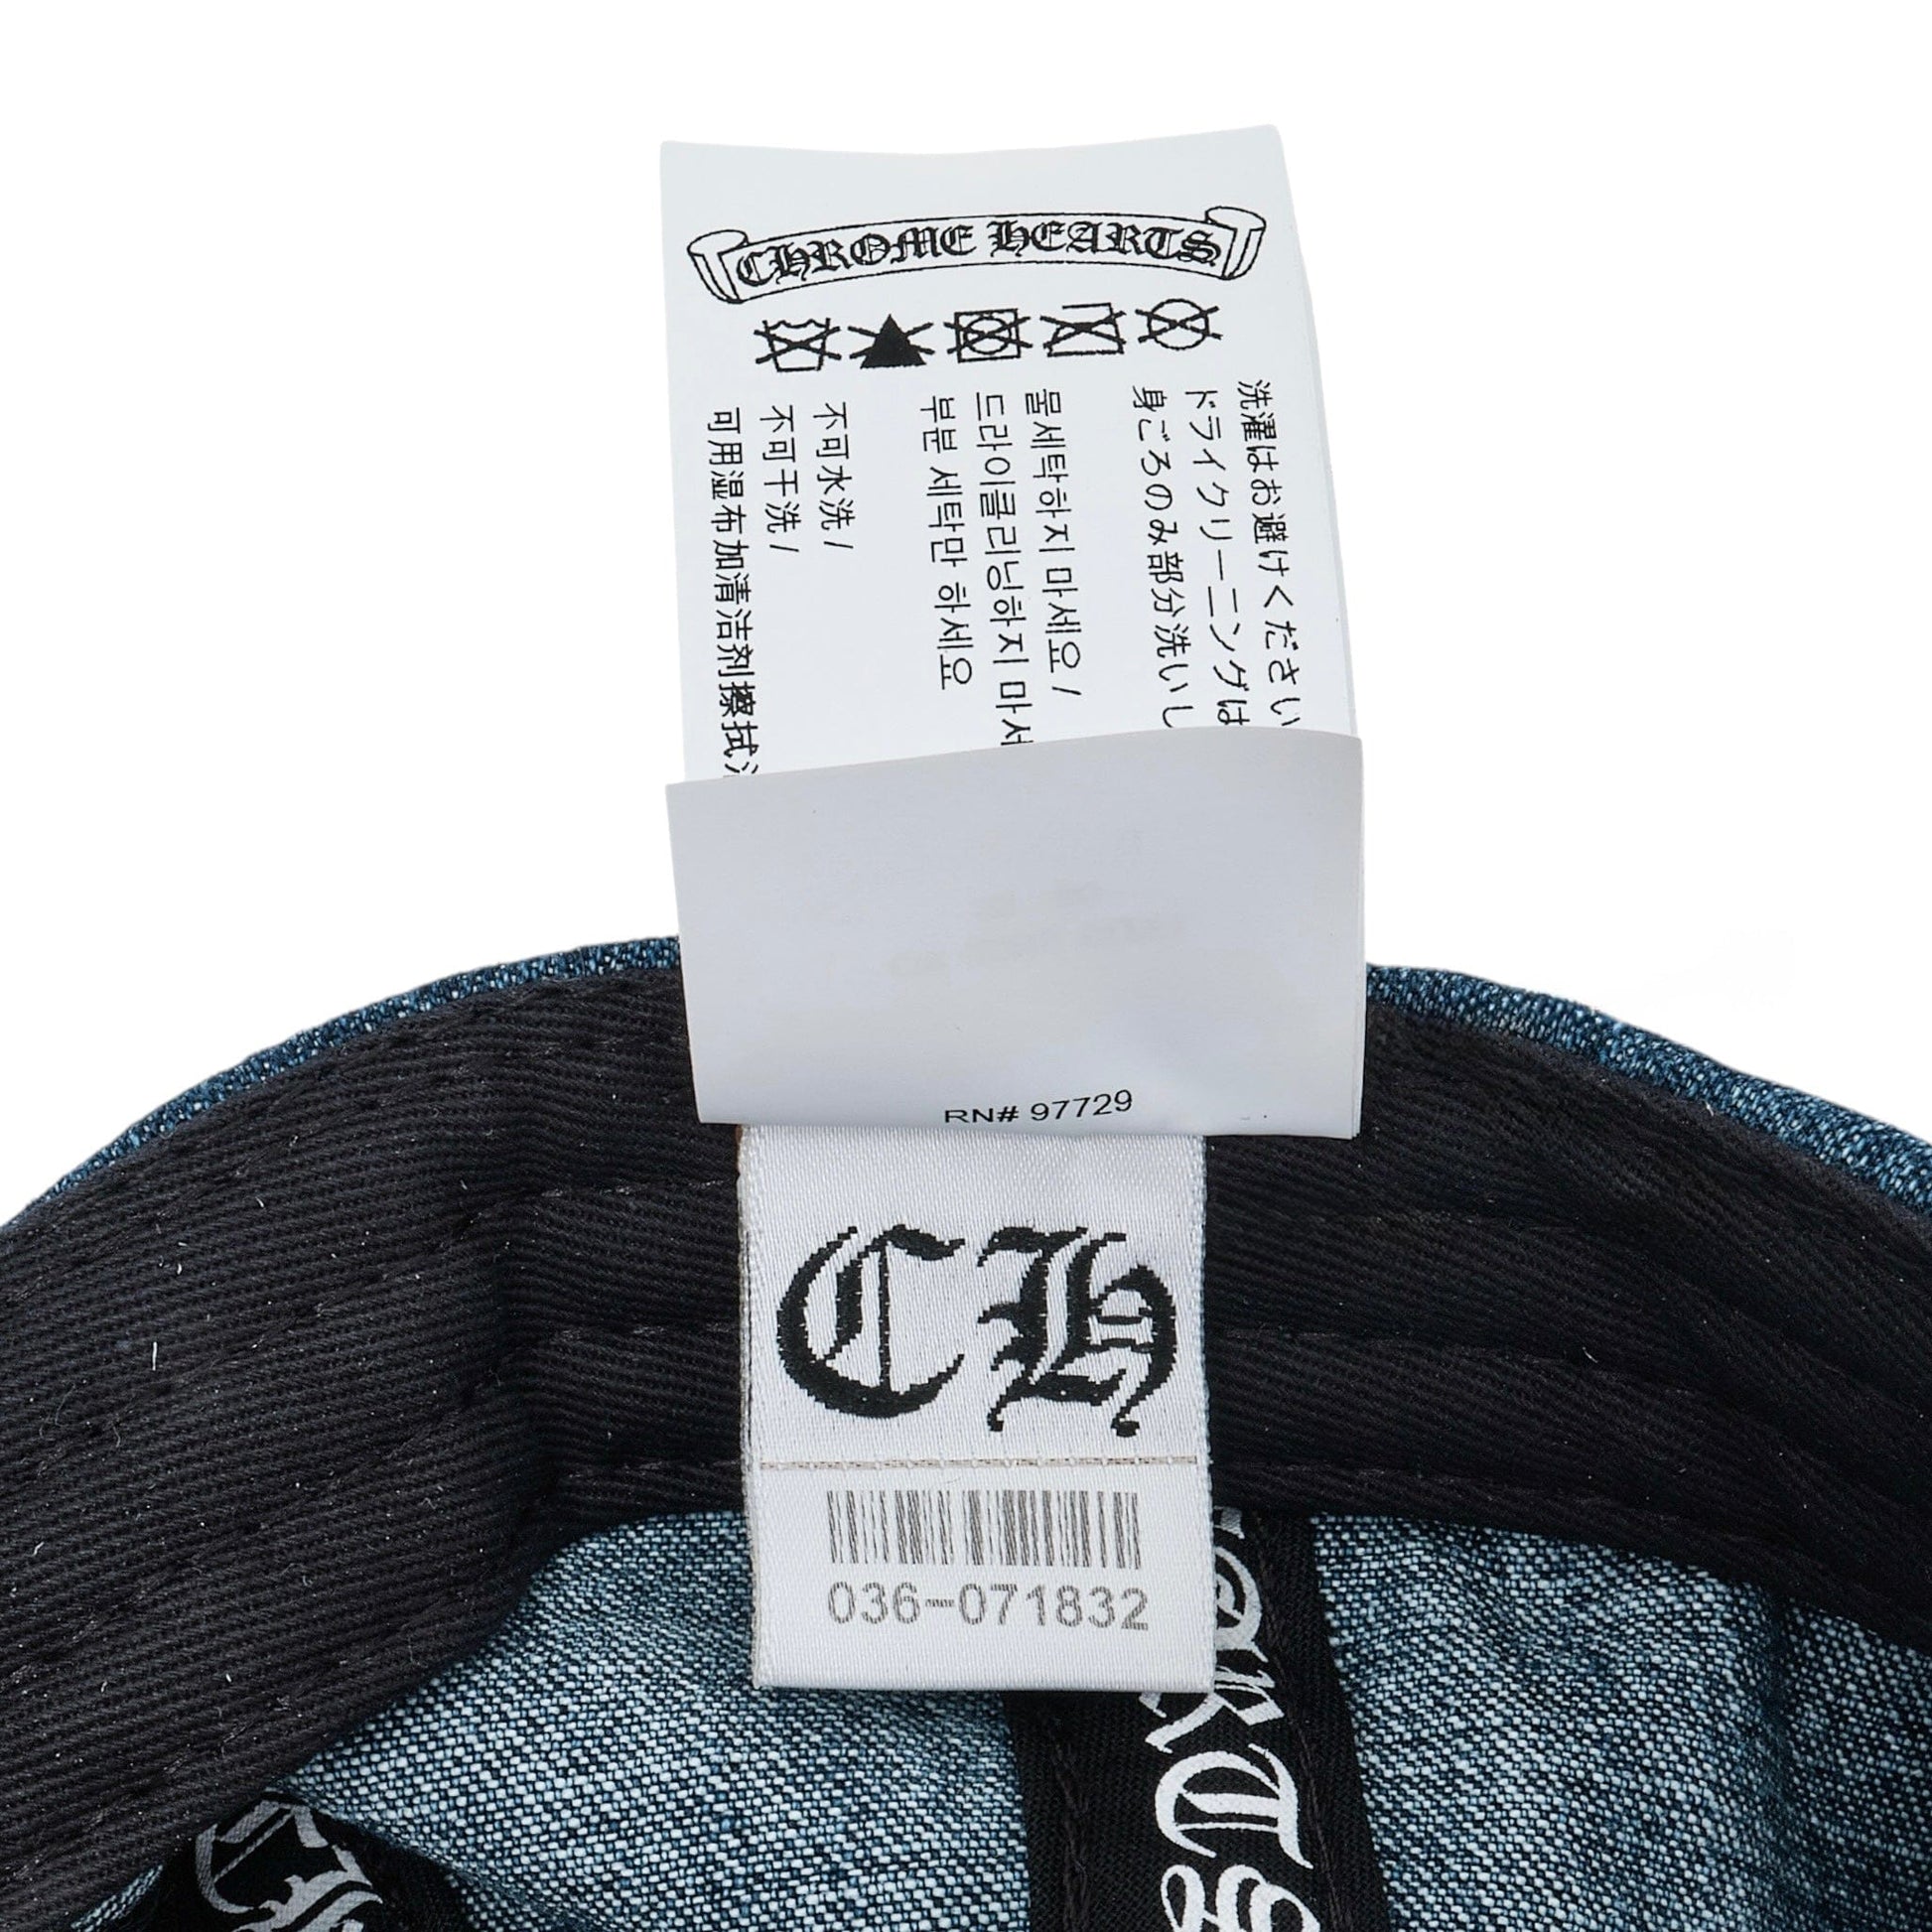 CHROME HEARTS
洗濯はお避けください
ドライクリーニングは
身ごろのみ部分洗いし
물세탁하지 마세요 /
드라이클리닝하지 마세
부분 세탁만 하세요
不可水洗 /
不可干洗 /
可用湿布加清洁剂擦拭
RN# 97729
CH
036-071832